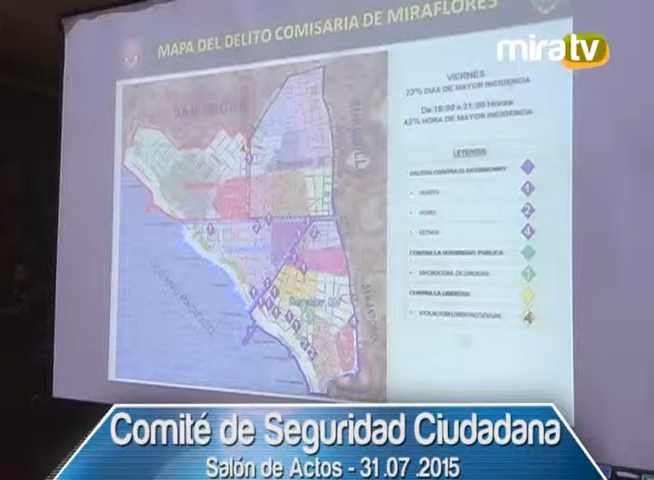 MAPA DEL DELITO COMISARIA DE MIRAFLORES
miratv
VIERNES
23% DIAS DE MAYOR INCIDENCIA
De 18:00 a 21:00 Horas
42% HORA DE MAYOR INCIDENCIA
LEYENDA
DELITOS CONTRA EL PATRIMONIO
HURTO 1
ROBO 2
4
CONTRA LA SEGURIDAD PUBLICA
MICROCOM. DE DROGAS 1
CONTRA LA LIBERTAD
VIOLACION LIBERTAD SEXUAL 4
SAN ISIDRO
SURQUILLO
OCEANO PACIFICO
Comité de Seguridad Ciudadana
Salón de Actos - 31.07 .2015